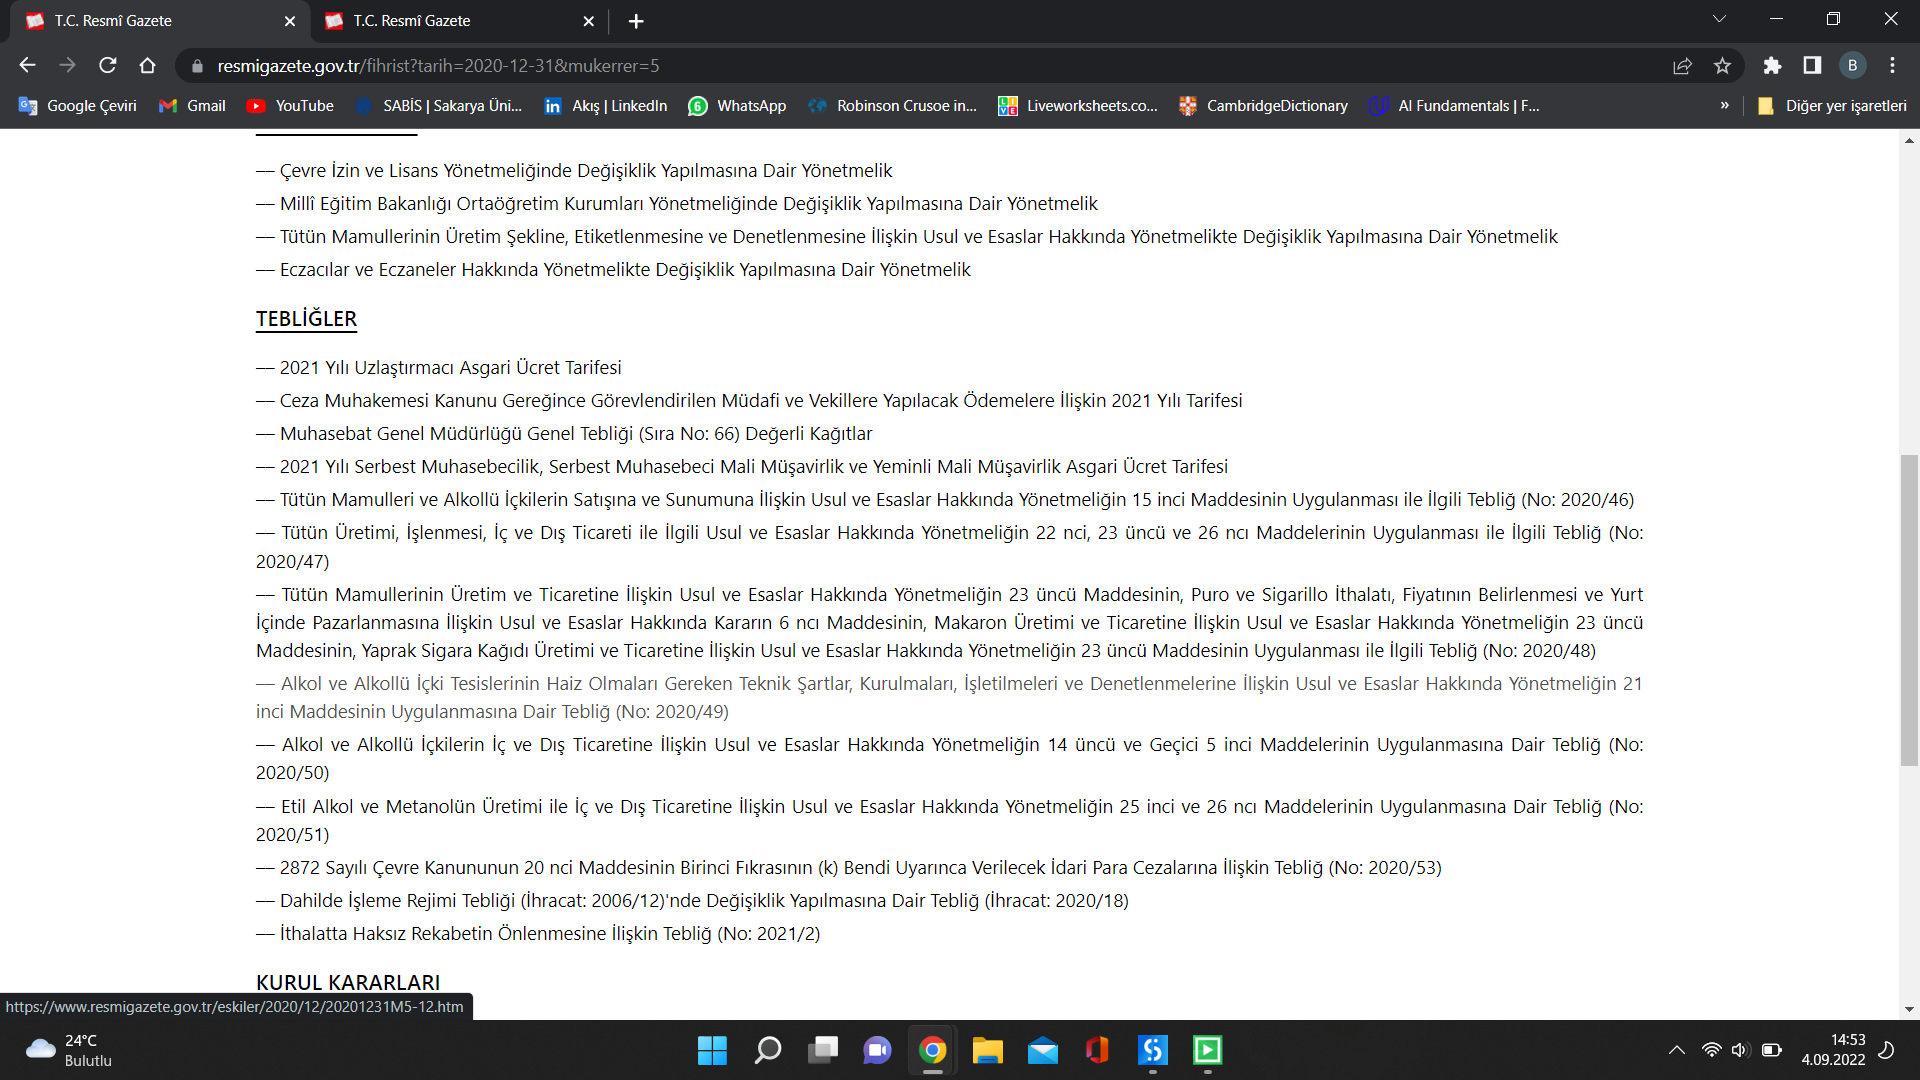 T.C. Resmî Gazete
T.C. Resmî Gazete
resmigazete.gov.tr/fihrist?tarih=2020-12-31&mukerrer=5
B
Google Çeviri
Gmail
YouTube
SABİS | Sakarya Üni...
Akış | LinkedIn
WhatsApp
Robinson Crusoe in...
Liveworksheets.co...
CambridgeDictionary
AI Fundamentals | F...
»
Diğer yer işaretleri
— Çevre İzin ve Lisans Yönetmeliğinde Değişiklik Yapılmasına Dair Yönetmelik
— Millî Eğitim Bakanlığı Ortaöğretim Kurumları Yönetmeliğinde Değişiklik Yapılmasına Dair Yönetmelik
— Tütün Mamullerinin Üretim Şekline, Etiketlenmesine ve Denetlenmesine İlişkin Usul ve Esaslar Hakkında Yönetmelikte Değişiklik Yapılmasına Dair Yönetmelik
— Eczacılar ve Eczaneler Hakkında Yönetmelikte Değişiklik Yapılmasına Dair Yönetmelik
TEBLİĞLER
— 2021 Yılı Uzlaştırmacı Asgari Ücret Tarifesi
— Ceza Muhakemesi Kanunu Gereğince Görevlendirilen Müdafi ve Vekillere Yapılacak Ödemelere İlişkin 2021 Yılı Tarifesi
— Muhasebat Genel Müdürlüğü Genel Tebliği (Sıra No: 66) Değerli Kağıtlar
— 2021 Yılı Serbest Muhasebecilik, Serbest Muhasebeci Mali Müşavirlik ve Yeminli Mali Müşavirlik Asgari Ücret Tarifesi
— Tütün Mamulleri ve Alkollü İçkilerin Satışına ve Sunumuna İlişkin Usul ve Esaslar Hakkında Yönetmeliğin 15 inci Maddesinin Uygulanması ile İlgili Tebliğ (No: 2020/46)
— Tütün Üretimi, İşlenmesi, İç ve Dış Ticareti ile İlgili Usul ve Esaslar Hakkında Yönetmeliğin 22 nci, 23 üncü ve 26 ncı Maddelerinin Uygulanması ile İlgili Tebliğ (No:
2020/47)
— Tütün Mamullerinin Üretim ve Ticaretine İlişkin Usul ve Esaslar Hakkında Yönetmeliğin 23 üncü Maddesinin, Puro ve Sigarillo İthalatı, Fiyatının Belirlenmesi ve Yurt
İçinde Pazarlanmasına İlişkin Usul ve Esaslar Hakkında Kararın 6 ncı Maddesinin, Makaron Üretimi ve Ticaretine İlişkin Usul ve Esaslar Hakkında Yönetmeliğin 23 üncü
Maddesinin, Yaprak Sigara Kağıdı Üretimi ve Ticaretine İlişkin Usul ve Esaslar Hakkında Yönetmeliğin 23 üncü Maddesinin Uygulanması ile İlgili Tebliğ (No: 2020/48)
— Alkol ve Alkollü İçki Tesislerinin Haiz Olmaları Gereken Teknik Şartlar, Kurulmaları, İşletilmeleri ve Denetlenmelerine İlişkin Usul ve Esaslar Hakkında Yönetmeliğin 21
inci Maddesinin Uygulanmasına Dair Tebliğ (No: 2020/49)
— Alkol ve Alkollü İçkilerin İç ve Dış Ticaretine İlişkin Usul ve Esaslar Hakkında Yönetmeliğin 14 üncü ve Geçici 5 inci Maddelerinin Uygulanmasına Dair Tebliğ (No:
2020/50)
— Etil Alkol ve Metanolün Üretimi ile İç ve Dış Ticaretine İlişkin Usul ve Esaslar Hakkında Yönetmeliğin 25 inci ve 26 ncı Maddelerinin Uygulanmasına Dair Tebliğ (No:
2020/51)
— 2872 Sayılı Çevre Kanununun 20 nci Maddesinin Birinci Fıkrasının (k) Bendi Uyarınca Verilecek İdari Para Cezalarına İlişkin Tebliğ (No: 2020/53)
— Dahilde İşleme Rejimi Tebliği (İhracat: 2006/12)'nde Değişiklik Yapılmasına Dair Tebliğ (İhracat: 2020/18)
— İthalatta Haksız Rekabetin Önlenmesine İlişkin Tebliğ (No: 2021/2)
KURUL KARARLARI
https://www.resmigazete.gov.tr/eskiler/2020/12/20201231M5-12.htm
24°C
Bulutlu
14:53
4.09.2022